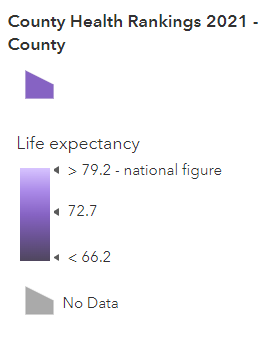 County Health Rankings 2021 -
County
Life expectancy
> 79.2 - national figure
72.7
< 66.2
No Data